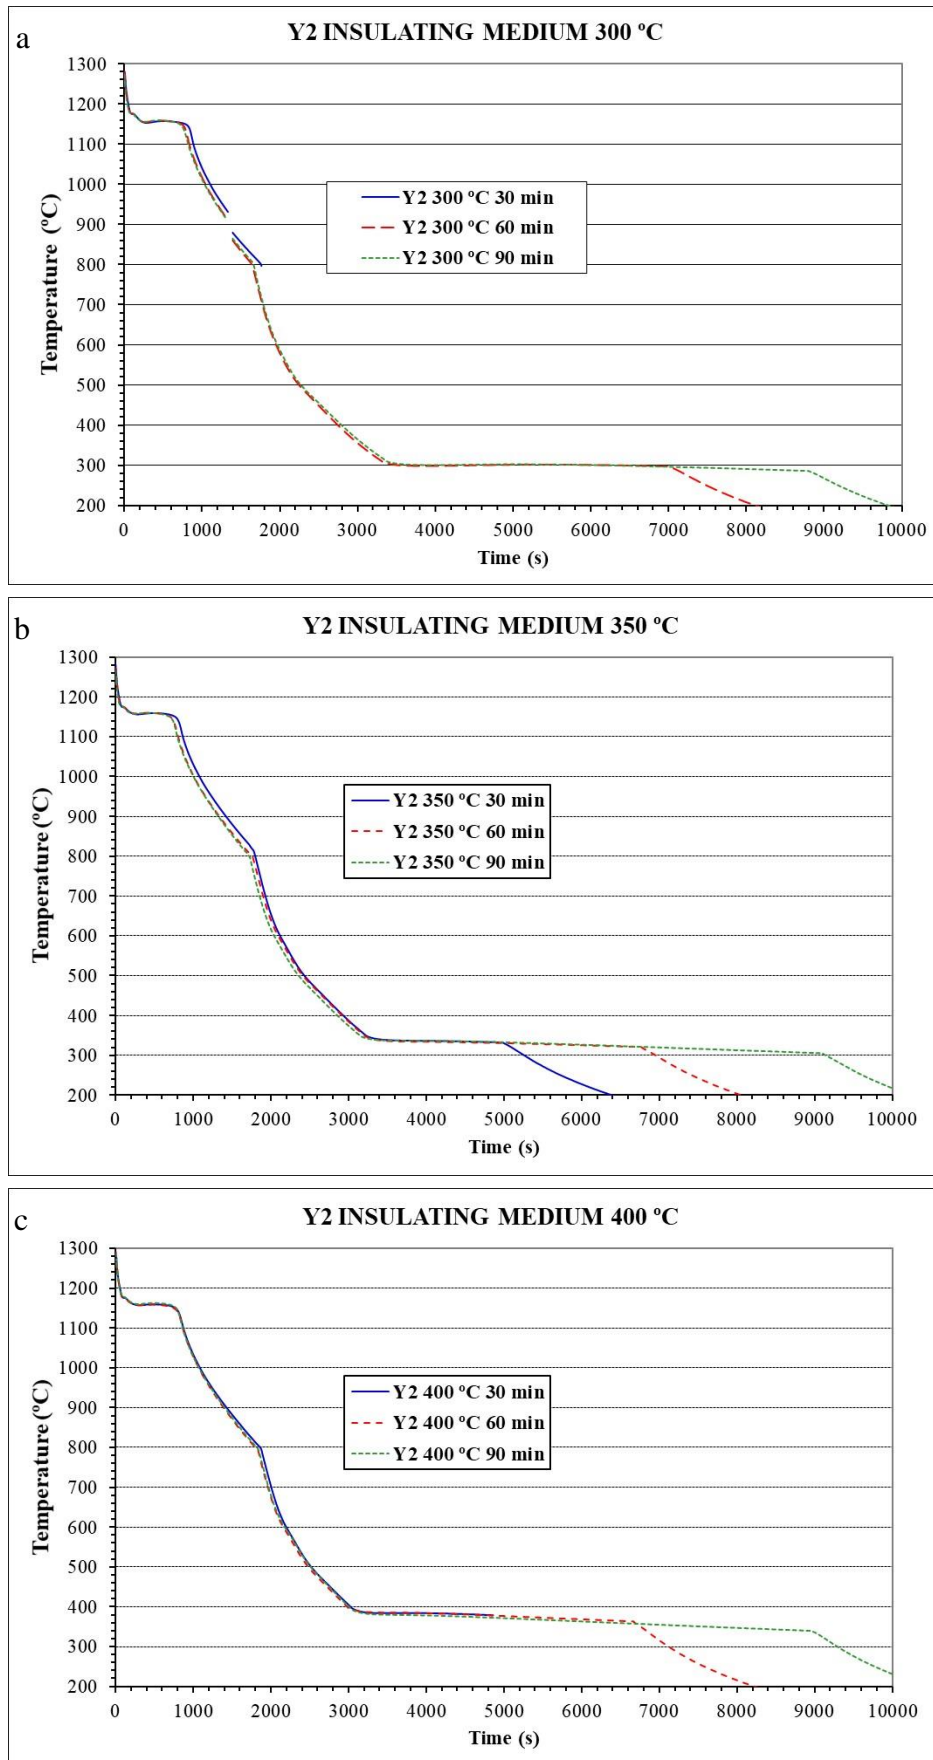 a
Y2 INSULATING MEDIUM 300 ºC
1300
1200
1100
1000
900
800
700
600
500
400
300
200
Temperature (ºC)
Y2 300 ºC 30 min
Y2 300 ºC 60 min
Y2 300 ºC 90 min
0 1000 2000 3000 4000 5000 6000 7000 8000 9000 10000
Time (s)
b
Y2 INSULATING MEDIUM 350 ºC
1300
1200
1100
1000
900
800
700
600
500
400
300
200
Temperature (ºC)
Y2 350 ºC 30 min
Y2 350 ºC 60 min
Y2 350 ºC 90 min
0 1000 2000 3000 4000 5000 6000 7000 8000 9000 10000
Time (s)
c
Y2 INSULATING MEDIUM 400 ºC
1300
1200
1100
1000
900
800
700
600
500
400
300
200
Temperature (ºC)
Y2 400 ºC 30 min
Y2 400 ºC 60 min
Y2 400 ºC 90 min
0 1000 2000 3000 4000 5000 6000 7000 8000 9000 10000
Time (s)